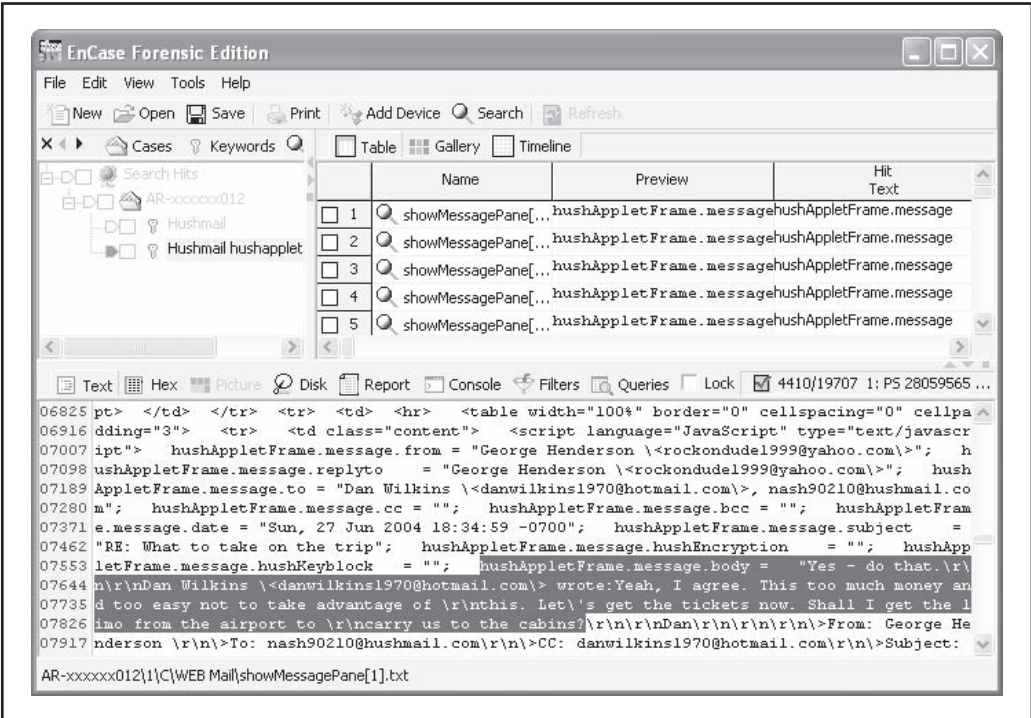 EnCase Forensic Edition
File Edit View Tools Help
New Open Save Print Add Device Search Refresh
Cases Keywords Table Gallery Timeline
Search Hits
AR-xxxxxx012
Hushmail
Hushmail hushapplet
Name Preview Hit Text
1 showMessagePane[... hushAppletFrame.message hushAppletFrame.message
2 showMessagePane[... hushAppletFrame.message hushAppletFrame.message
3 showMessagePane[... hushAppletFrame.message hushAppletFrame.message
4 showMessagePane[... hushAppletFrame.message hushAppletFrame.message
5 showMessagePane[... hushAppletFrame.message hushAppletFrame.message
Text Hex Picture Disk Report Console Filters Queries Lock 4410/19707 1: PS 28059565 ...
06825 pt> </td> </tr> <tr> <td> <hr> <table width="100%" border="0" cellspacing="0" cellpa
06916 dding="3"> <tr> <td class="content"> <script language="JavaScript" type="text/javascr
07007 ipt"> hushAppletFrame.message.from = "George Henderson \<rockondude1999@yahoo.com\>"; h
07098 ushAppletFrame.message.replyto = "George Henderson \<rockondude1999@yahoo.com\>"; hush
07189 AppletFrame.message.to = "Dan Wilkins \<danwilkins1970@hotmail.com\>, nash90210@hushmail.co
07280 m"; hushAppletFrame.message.cc = ""; hushAppletFrame.message.bcc = ""; hushAppletFram
07371 e.message.date = "Sun, 27 Jun 2004 18:34:59 -0700"; hushAppletFrame.message.subject =
07462 "RE: What to take on the trip"; hushAppletFrame.message.hushEncryption = ""; hushApp
07553 letFrame.message.hushKeyblock = ""; hushAppletFrame.message.body = "Yes - do that.\r\
07644 n\r\nDan Wilkins \<danwilkins1970@hotmail.com\> wrote:Yeah, I agree. This too much money an
07735 d too easy not to take advantage of \r\nthis. Let\'s get the tickets now. Shall I get the l
07826 imo from the airport to \r\ncarry us to the cabins?\r\n\r\nDan\r\n\r\n\r\n\>From: George He
07917 nderson \r\n\>To: nash90210@hushmail.com\r\n\>CC: danwilkins1970@hotmail.com\r\n\>Subject:
AR-xxxxxx012\1\C\WEB Mail\showMessagePane[1].txt